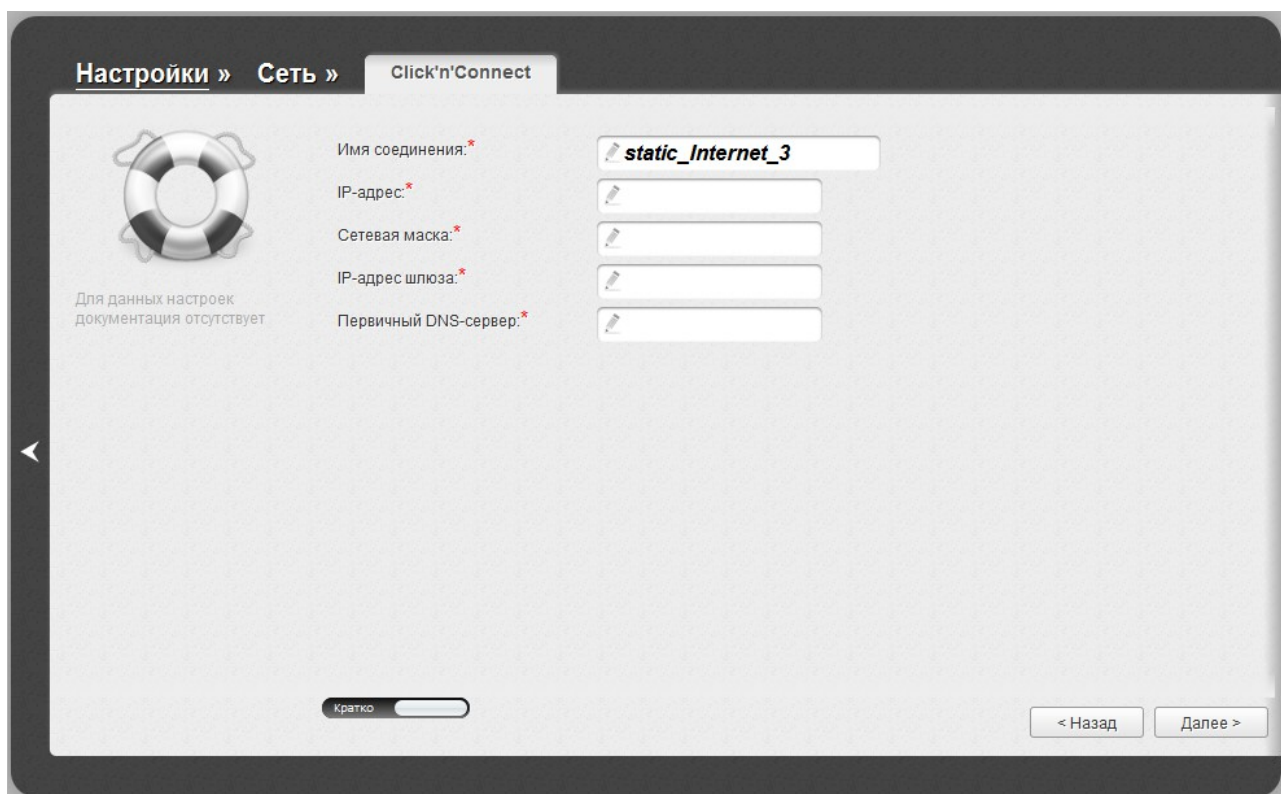 Настройки » Сеть » Click'n'Connect
Имя соединения:* static_Internet_3
IP-адрес:*
Сетевая маска:*
IP-адрес шлюза:*
Первичный DNS-сервер:*
Для данных настроек
документация отсутствует
Кратко
< Назад Далее >